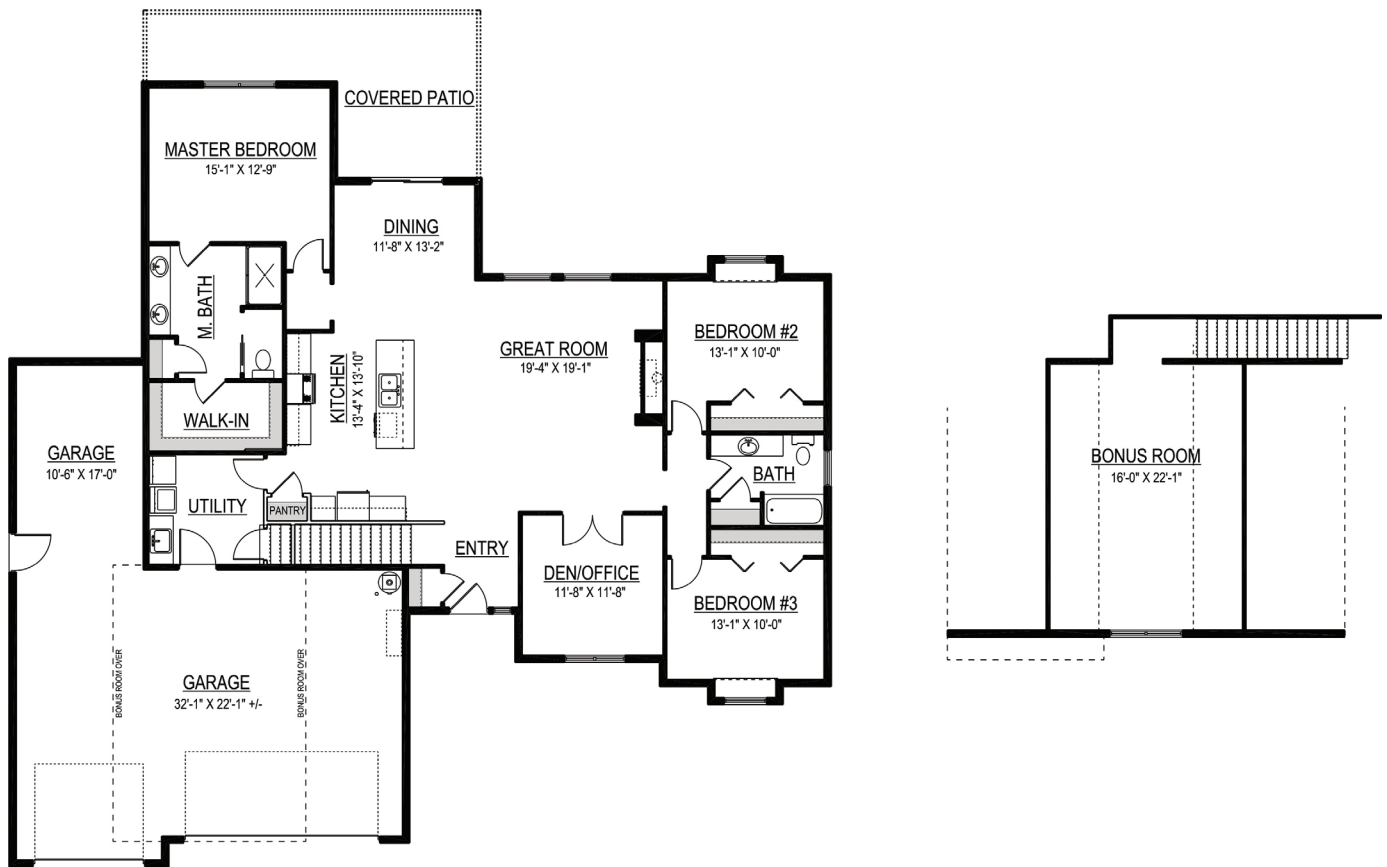 COVERED PATIO
MASTER BEDROOM
15'-1" X 12'-9"
DINING
11'-8" X 13'-2"
M. BATH
BEDROOM #2
13'-1" X 10'-0"
GREAT ROOM
19'-4" X 19'-1"
KITCHEN
13'-4" X 13'-10"
WALK-IN
GARAGE
10'-6" X 17'-0"
BATH
UTILITY
PANTRY
ENTRY
DEN/OFFICE
11'-8" X 11'-8"
BEDROOM #3
13'-1" X 10'-0"
GARAGE
32'-1" X 22'-1" +/-
BONUS ROOM OVER
BONUS ROOM OVER
BONUS ROOM
16'-0" X 22'-1"